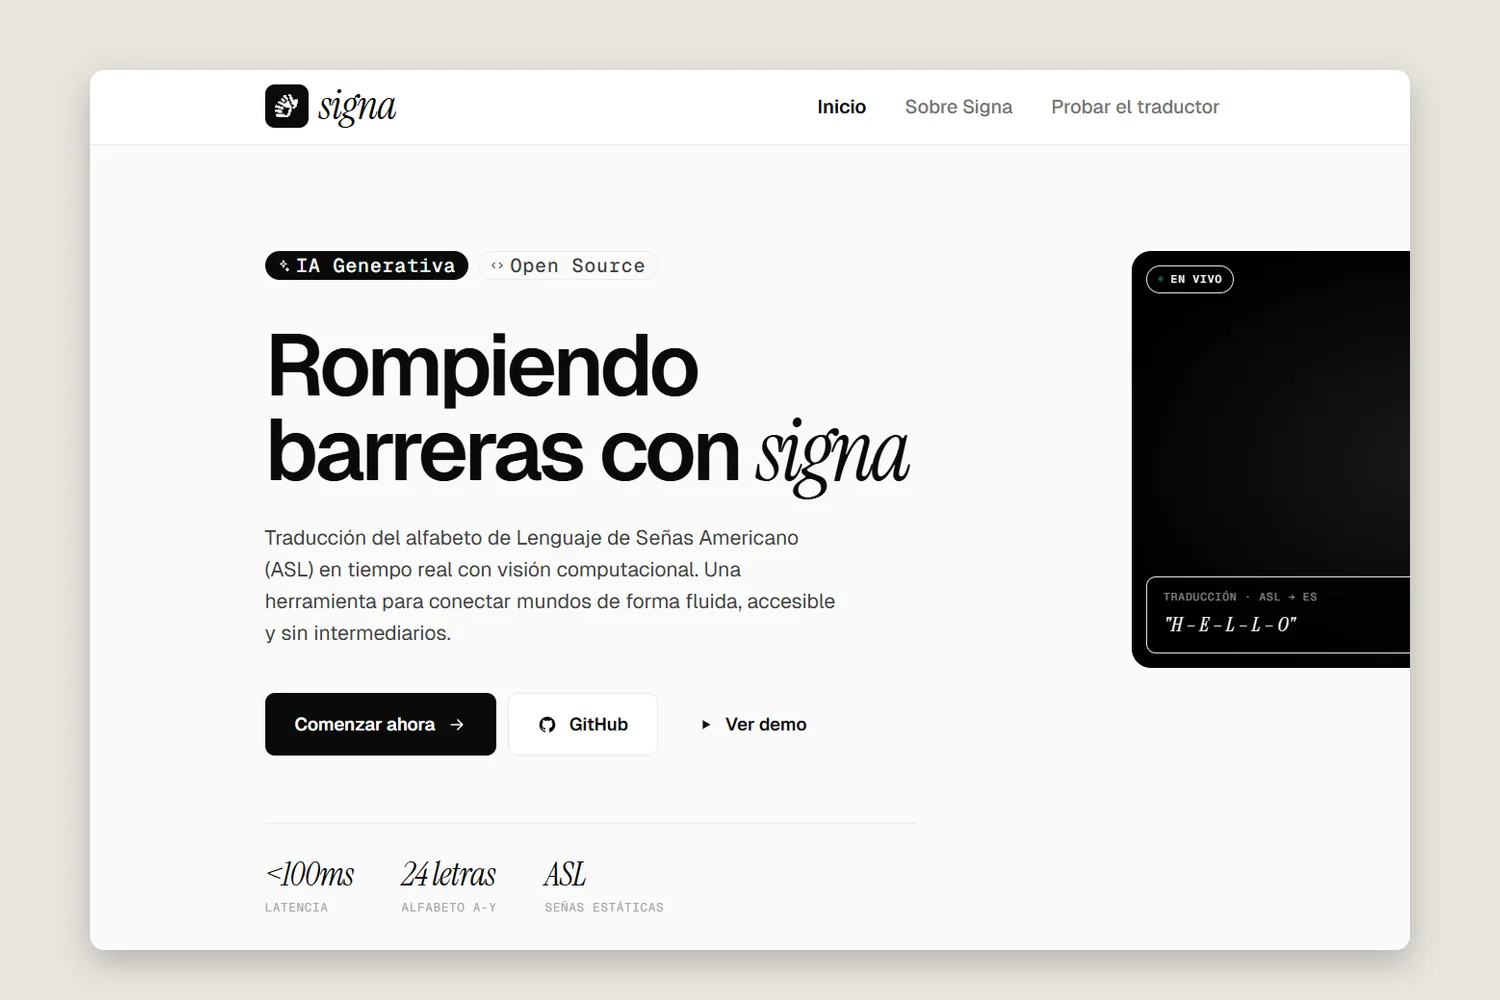 signa
Inicio
Sobre Signa
Probar el traductor
IA Generativa
Open Source
Rompiendo
barreras con signa
Traducción del alfabeto de Lenguaje de Señas Americano
(ASL) en tiempo real con visión computacional. Una
herramienta para conectar mundos de forma fluida, accesible
y sin intermediarios.
Comenzar ahora →
GitHub
Ver demo
<100ms
LATENCIA
24 letras
ALFABETO A-Y
ASL
SEÑAS ESTÁTICAS
EN VIVO
TRADUCCIÓN · ASL → ES
"H – E – L – L – O"